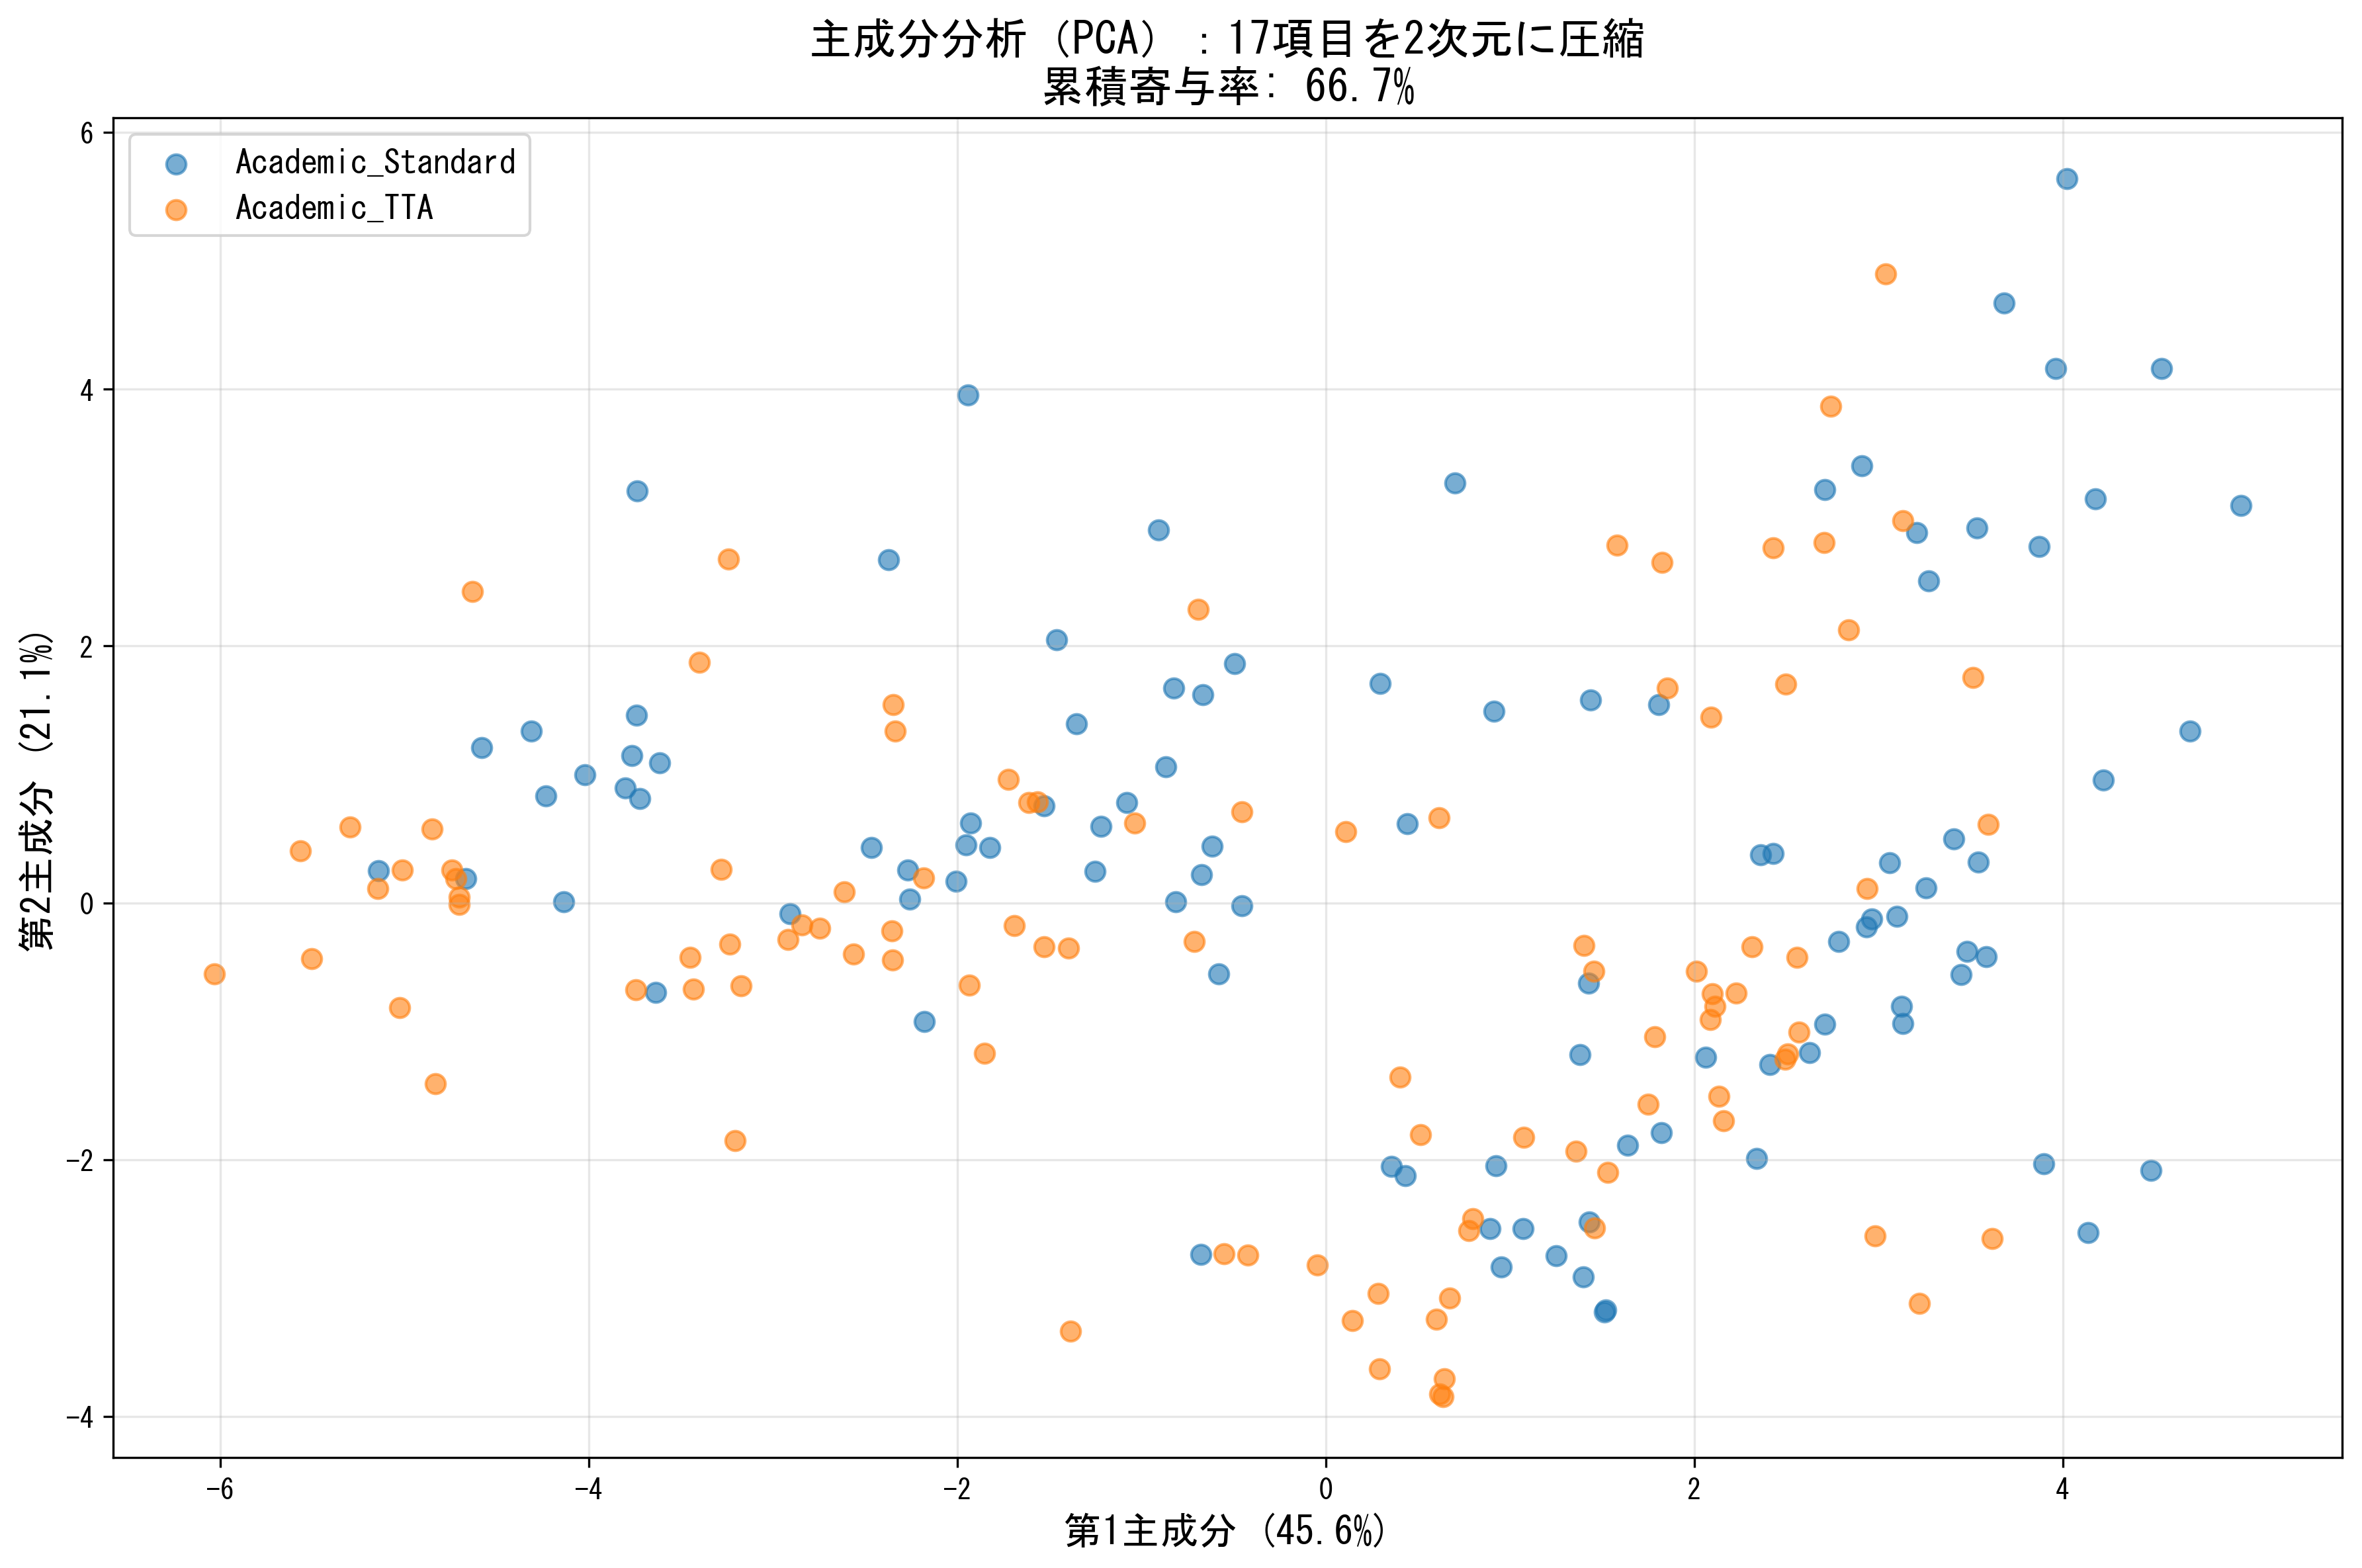 主成分分析 (PCA) : 17項目を2次元に圧縮
累積寄与率: 66.7%
Academic_Standard
Academic_TTA
6
4
2
0
−2
−4
第2主成分 (21.1%)
−6
−4
−2
0
2
4
第1主成分 (45.6%)